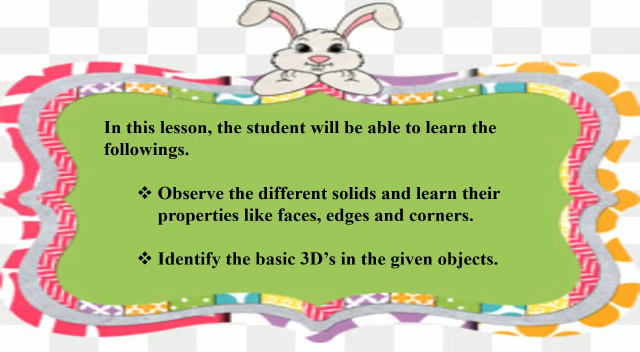 In this lesson, the student will be able to learn the
followings.
❖ Observe the different solids and learn their
properties like faces, edges and corners.
❖ Identify the basic 3D’s in the given objects.